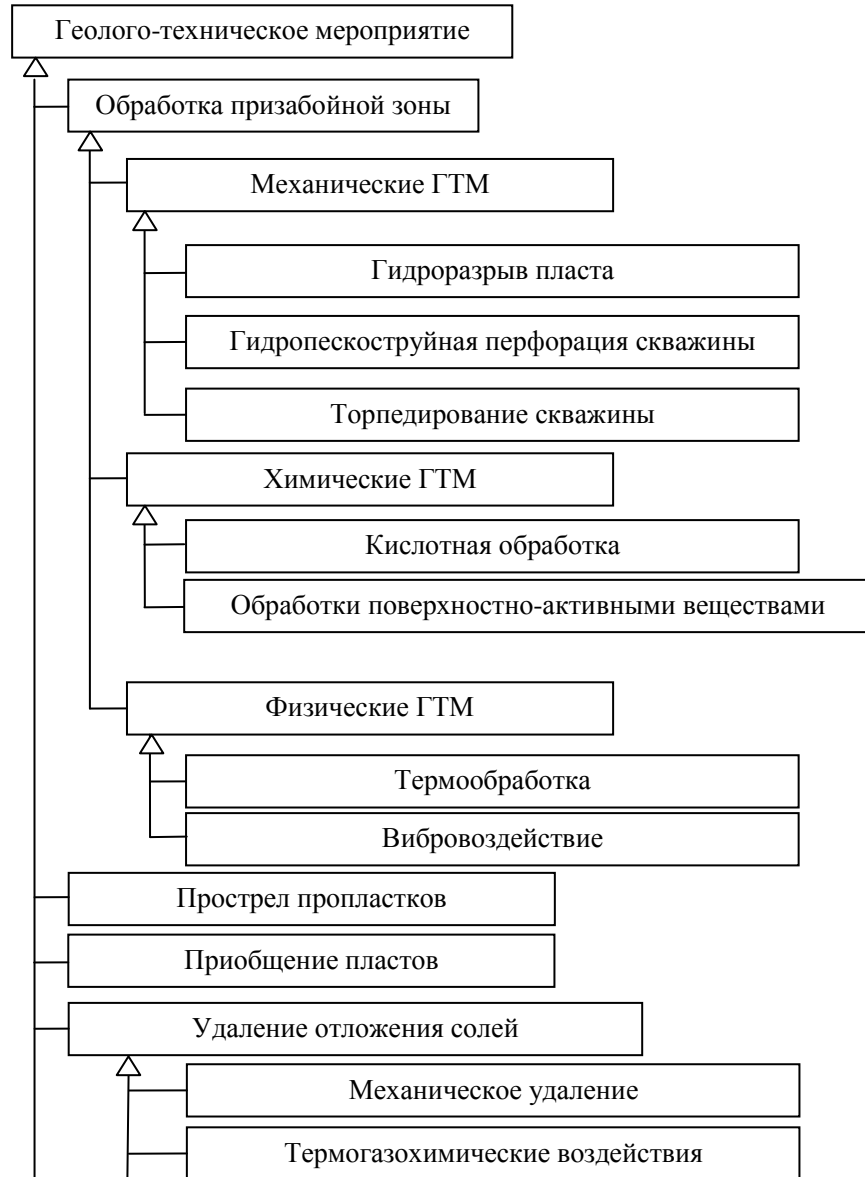 Геолого-техническое мероприятие
Обработка призабойной зоны
Механические ГТМ
Гидроразрыв пласта
Гидропескоструйная перфорация скважины
Торпедирование скважины
Химические ГТМ
Кислотная обработка
Обработки поверхностно-активными веществами
Физические ГТМ
Термообработка
Вибровоздействие
Прострел пропластков
Приобщение пластов
Удаление отложения солей
Механическое удаление
Термогазохимические воздействия